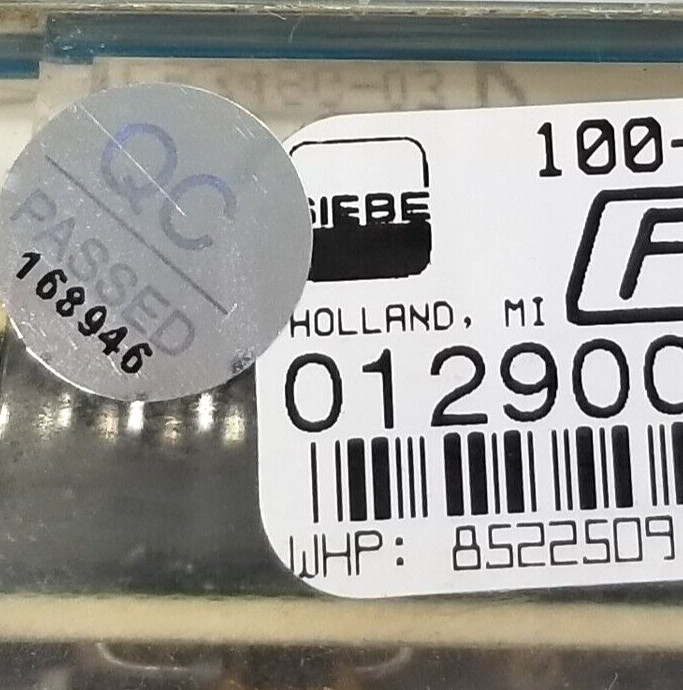 QC
PASSED
168946
SIEBE
100-
F
HOLLAND, MI
012900
WHP: 8522509